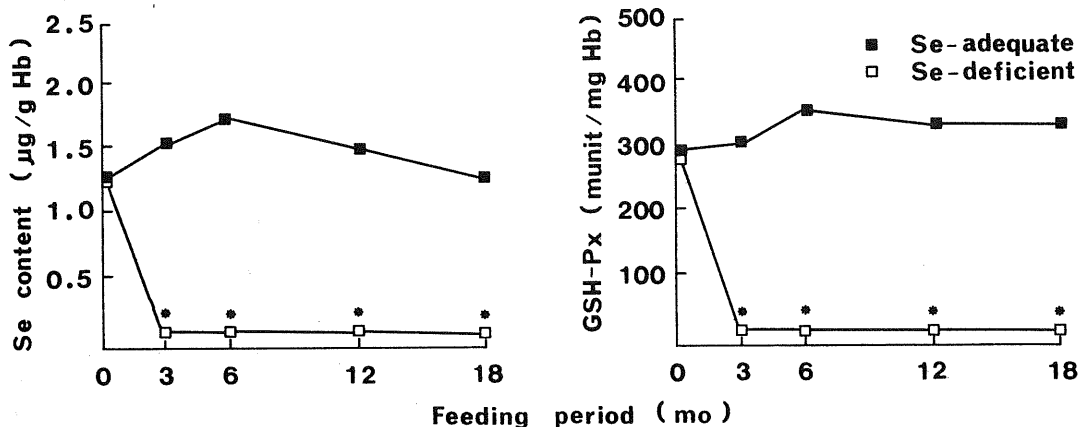 Se content (µg/g Hb)
2.5
2.0
1.5
1.0
0.5
* * * *
0 3 6 12 18
GSH-Px (munit/mg Hb)
500
400
300
200
100
Se-adequate
Se-deficient
* * * *
0 3 6 12 18
Feeding period (mo)